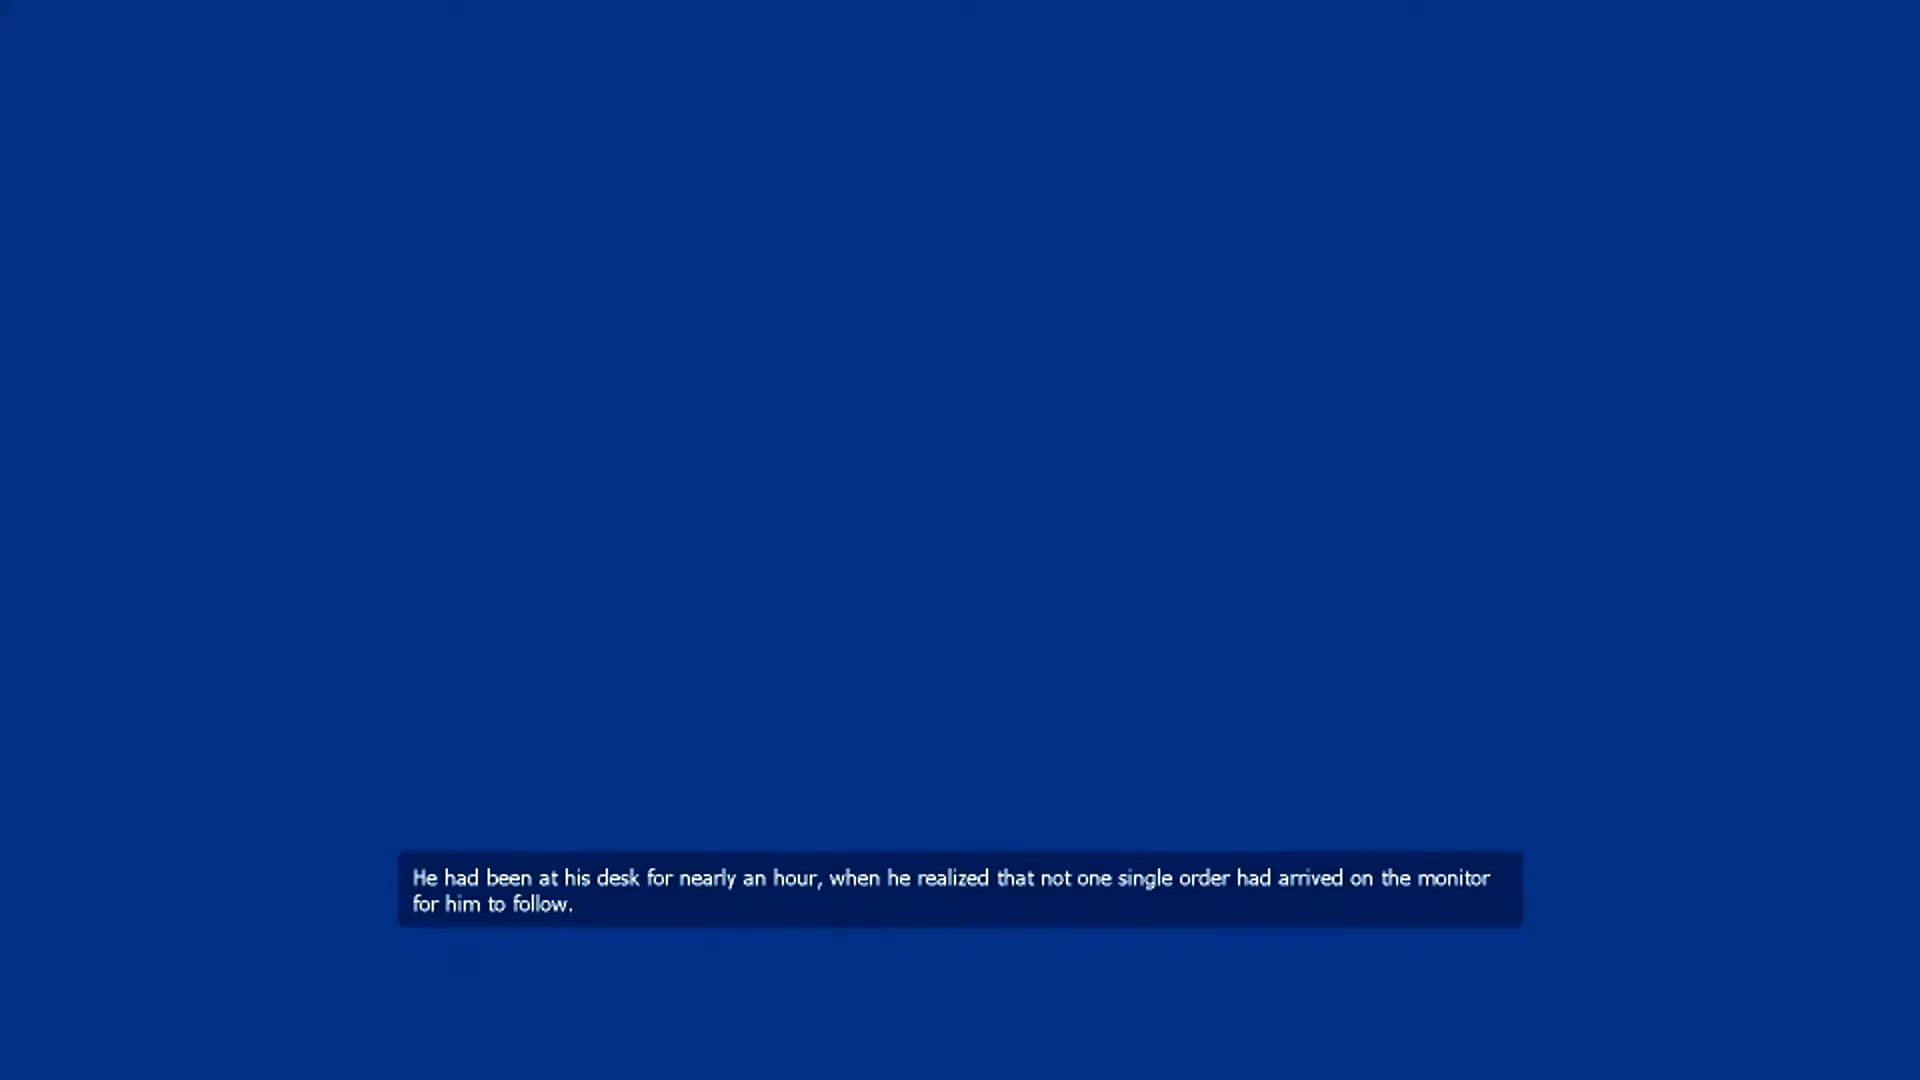 He had been at his desk for nearly an hour, when he realized that not one single order had arrived on the monitor
for him to follow.